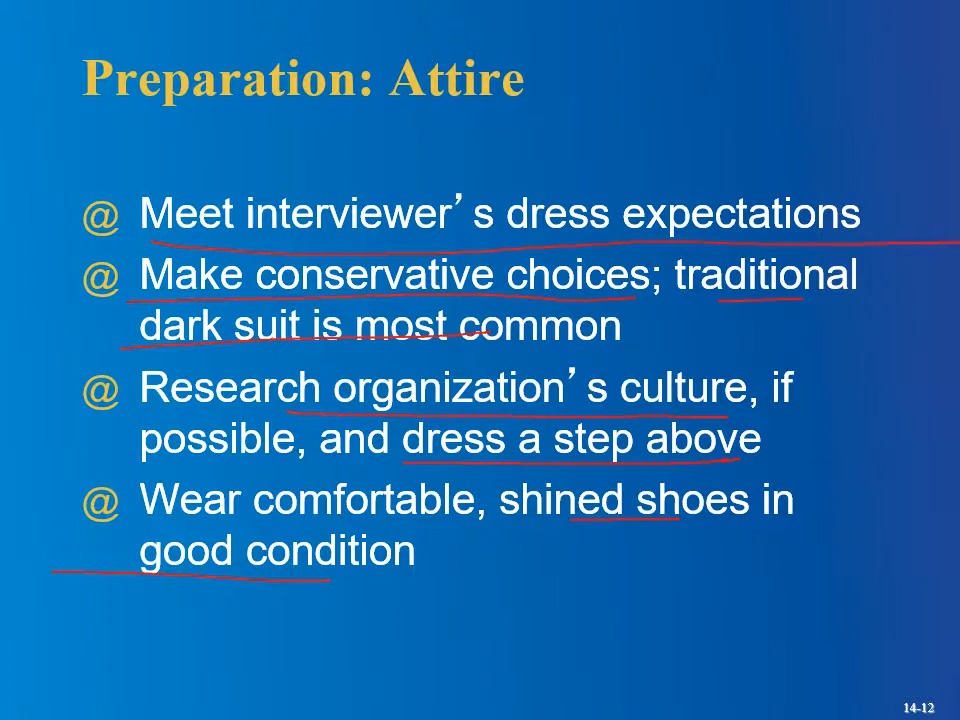 Preparation: Attire
@ Meet interviewer’s dress expectations
@ Make conservative choices; traditional
dark suit is most common
@ Research organization’s culture, if
possible, and dress a step above
@ Wear comfortable, shined shoes in
good condition
14-12